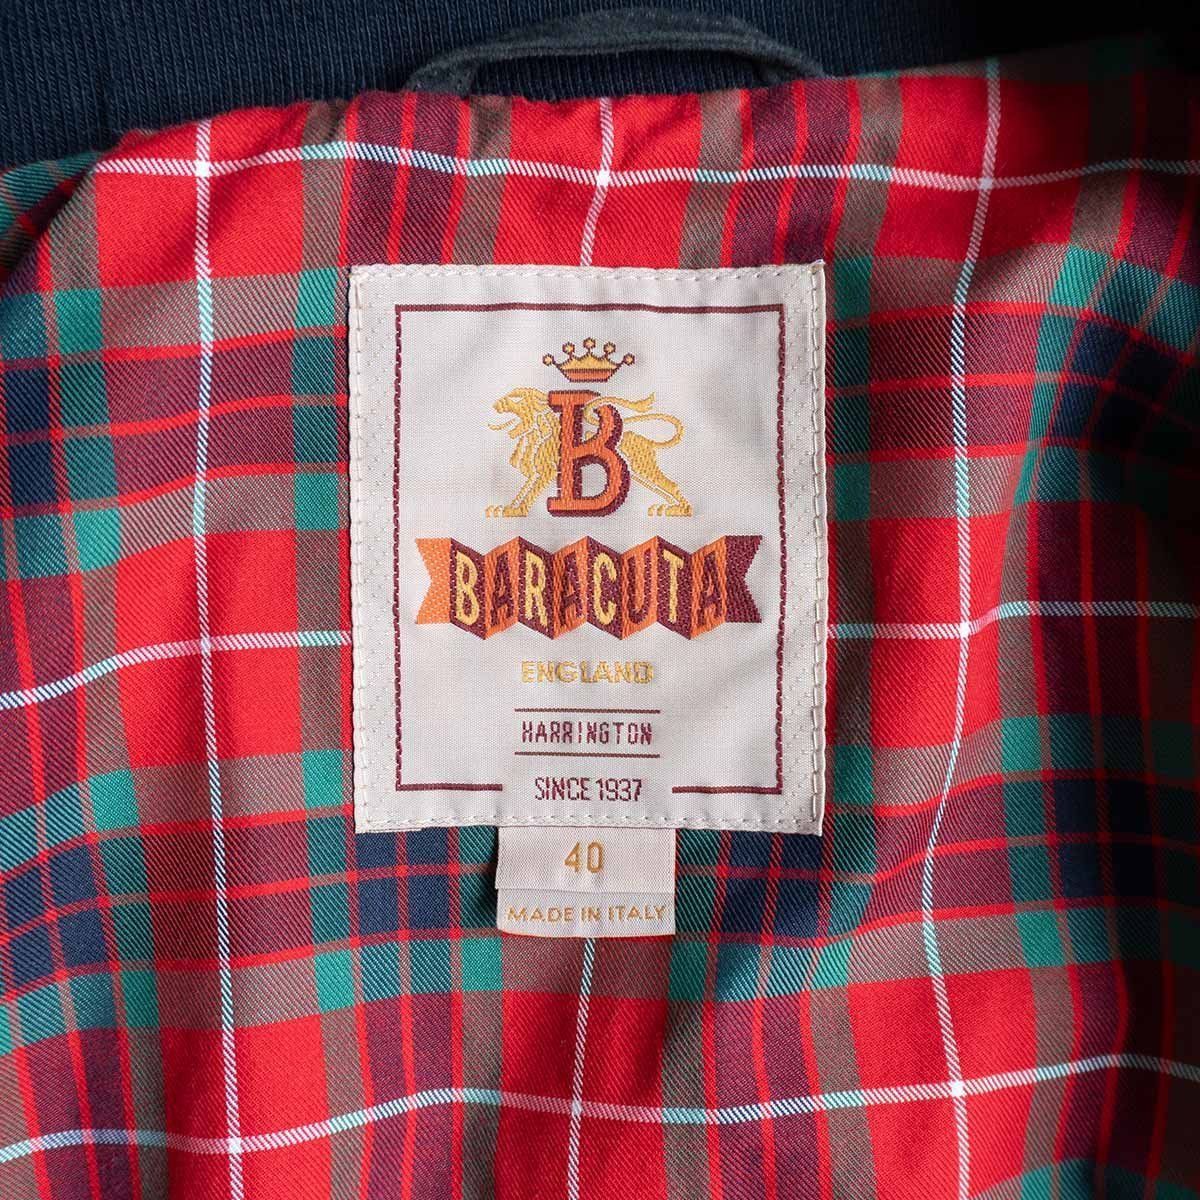 B
BARACUTA
ENGLAND
HARRINGTON
SINCE 1937
40
MADE IN ITALY